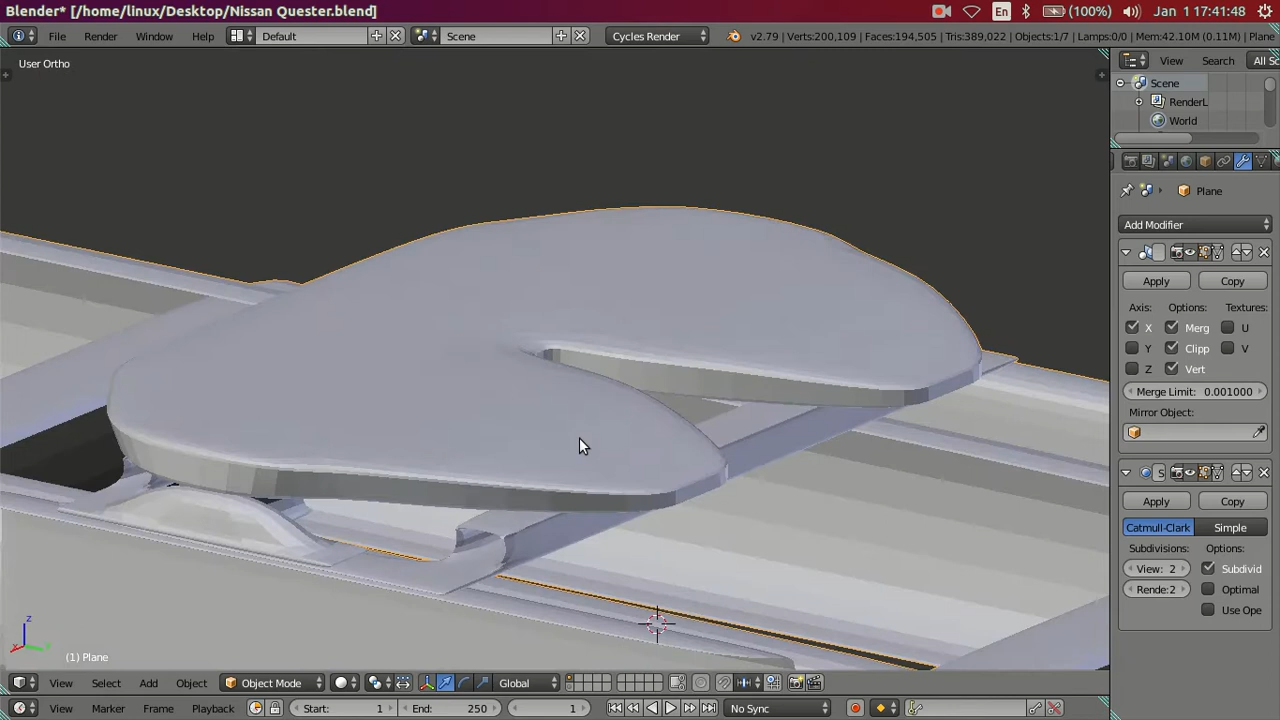 Blender* [/home/linux/Desktop/Nissan Quester.blend] En (100%) Jan 1 17:41:48
File Render Window Help Default Scene Cycles Render v2.79 | Verts:200,109 | Faces:194,505 | Tris:389,022 | Objects:1/7 | Lamps:0/0 | Mem:42.10M (0.11M) | Plane
User Ortho
View Search All Sc
Scene
RenderL
World
Plane
Add Modifier
Apply Copy
Axis: Options: Textures:
X Merg U
Y Clipp V
Z Vert
Merge Limit: 0.001000
Mirror Object:
S
Apply Copy
Catmull-Clark Simple
Subdivisions: Options:
View: 2 Subdivid
Rende:2 Optimal
Use Ope
z
x y
(1) Plane
View Select Add Object Object Mode Global
View Marker Frame Playback Start: 1 End: 250 1 No Sync